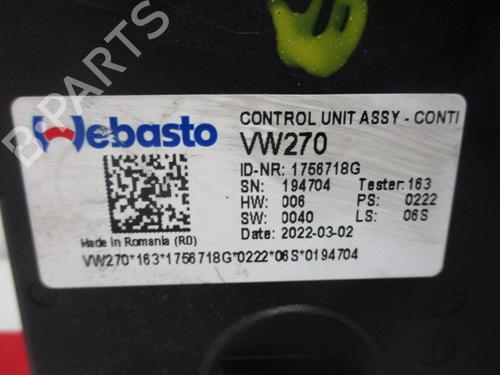 B-PARTS
Webasto
CONTROL UNIT ASSY - CONTI
VW270
ID-NR: 1756718G
SN: 194704 Tester: 163
HW: 006 PS: 0222
SW: 0040 LS: 06S
Date: 2022-03-02
Made in Romania (RO)
VW270*163*1756718G*0222*06S*0194704